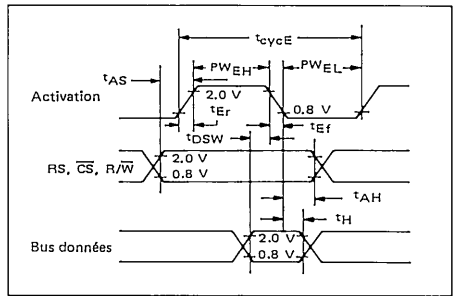 tcycE
PWEH
PWEL
tAS
Activation
2.0 V
0.8 V
tEr
tEf
tDSW
RS, C̅S̅, R/W̅
2.0 V
0.8 V
tAH
tH
Bus données
2.0 V
0.8 V